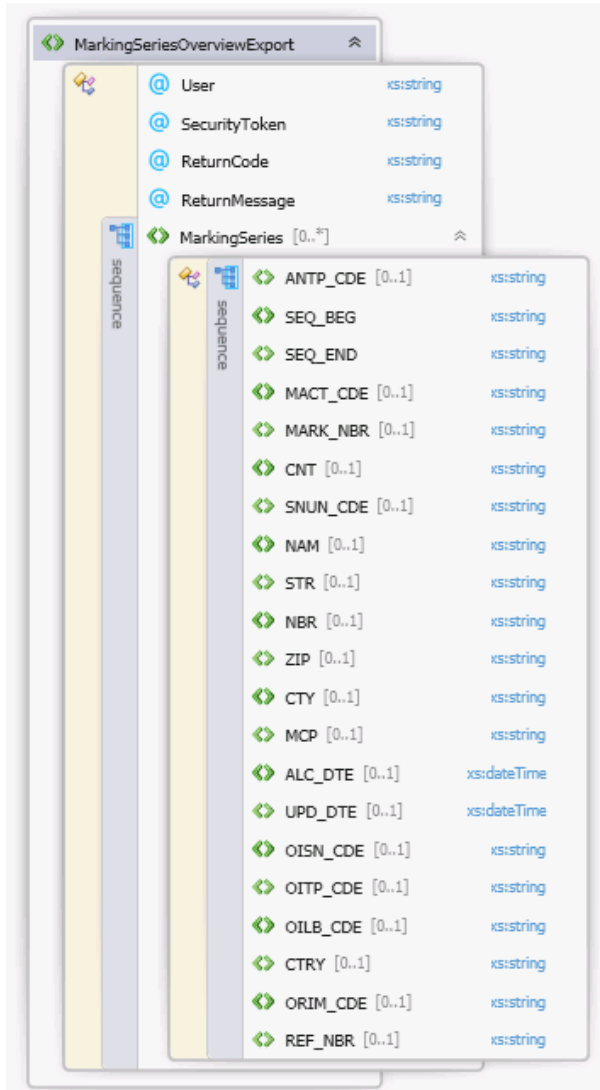 MarkingSeriesOverviewExport
User xs:string
SecurityToken xs:string
ReturnCode xs:string
ReturnMessage xs:string
MarkingSeries [0..*]
sequence
sequence
ANTP_CDE [0..1] xs:string
SEQ_BEG xs:string
SEQ_END xs:string
MACT_CDE [0..1] xs:string
MARK_NBR [0..1] xs:string
CNT [0..1] xs:string
SNUN_CDE [0..1] xs:string
NAM [0..1] xs:string
STR [0..1] xs:string
NBR [0..1] xs:string
ZIP [0..1] xs:string
CTY [0..1] xs:string
MCP [0..1] xs:string
ALC_DTE [0..1] xs:dateTime
UPD_DTE [0..1] xs:dateTime
OISN_CDE [0..1] xs:string
OITP_CDE [0..1] xs:string
OILB_CDE [0..1] xs:string
CTRY [0..1] xs:string
ORIM_CDE [0..1] xs:string
REF_NBR [0..1] xs:string